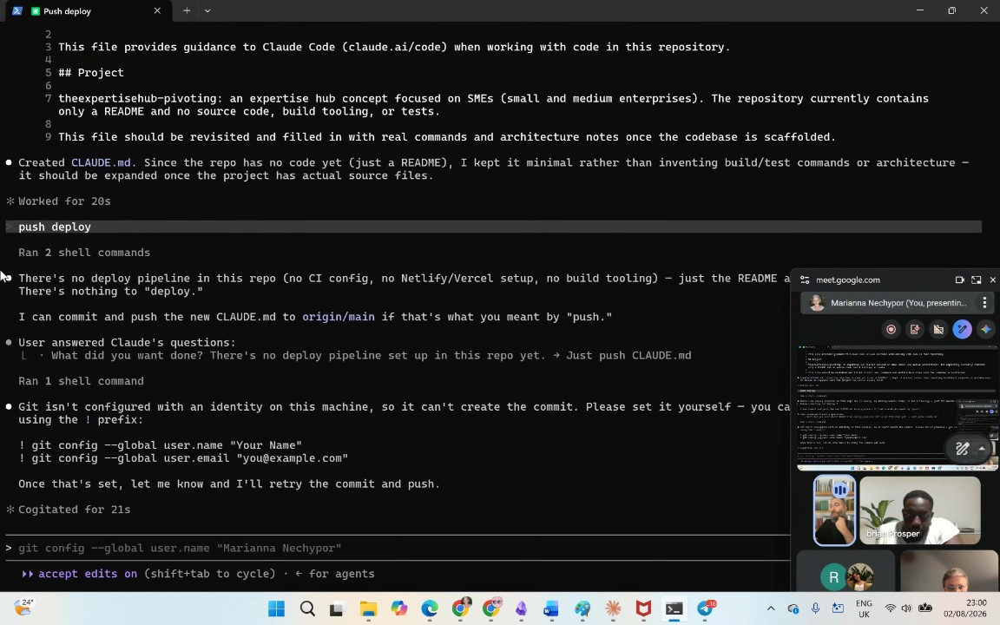 Push deploy
2
3 This file provides guidance to Claude Code (claude.ai/code) when working with code in this repository.
4
5 ## Project
6
7 theexpertisehub-pivoting: an expertise hub concept focused on SMEs (small and medium enterprises). The repository currently contains
only a README and no source code, build tooling, or tests.
8
9 This file should be revisited and filled in with real commands and architecture notes once the codebase is scaffolded.
● Created CLAUDE.md. Since the repo has no code yet (just a README), I kept it minimal rather than inventing build/test commands or architecture —
it should be expanded once the project has actual source files.
Worked for 20s
> push deploy
Ran 2 shell commands
There's no deploy pipeline in this repo (no CI config, no Netlify/Vercel setup, no build tooling) — just the README a
There's nothing to "deploy."
I can commit and push the new CLAUDE.md to origin/main if that's what you meant by "push."
● User answered Claude's questions:
· What did you want done? There's no deploy pipeline set up in this repo yet. → Just push CLAUDE.md
Ran 1 shell command
● Git isn't configured with an identity on this machine, so it can't create the commit. Please set it yourself — you ca
using the ! prefix:
! git config --global user.name "Your Name"
! git config --global user.email "you@example.com"
Once that's set, let me know and I'll retry the commit and push.
Cogitated for 21s
> git config --global user.name "Marianna Nechypor"
accept edits on (shift+tab to cycle) · ← for agents
meet.google.com
Marianna Nechypor (You, presentin...
brian Prosper
R
24°
16
ENG
UK
23:00
02/08/2026